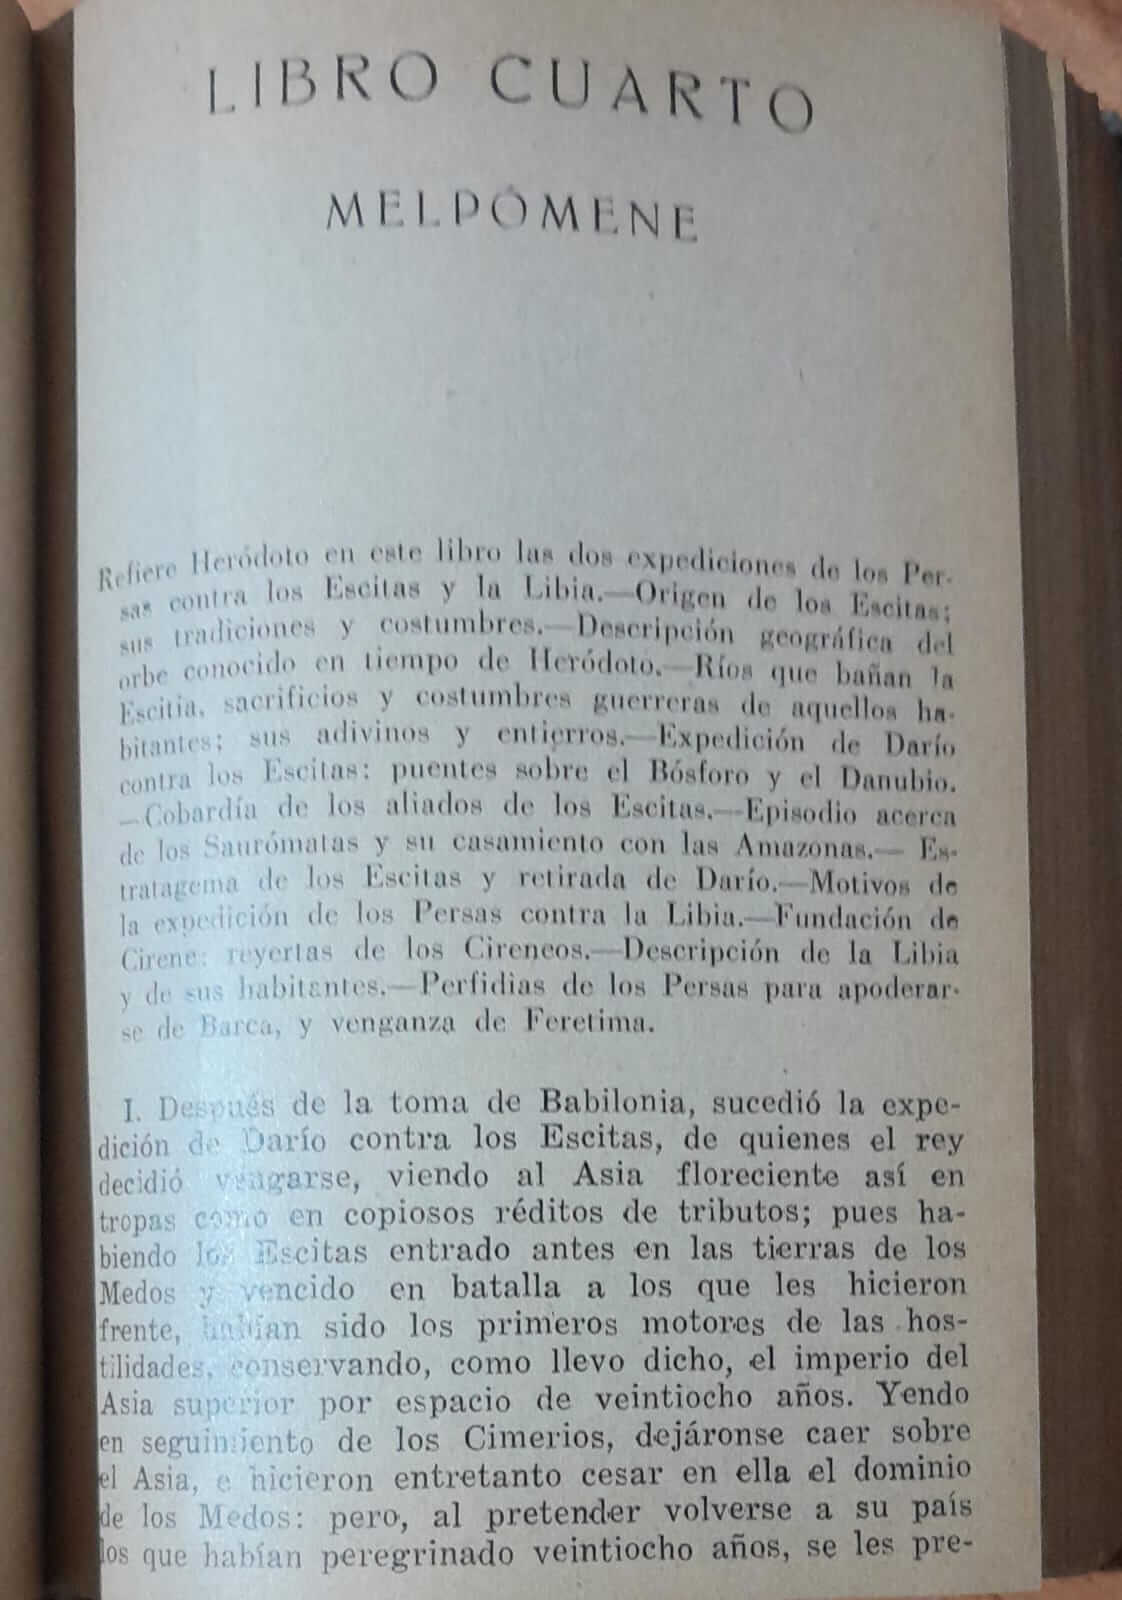 LIBRO CUARTO
MELPÓMENE
Refiere Heródoto en este libro las dos expediciones de los Per-
sas contra los Escitas y la Libia.—Origen de los Escitas;
sus tradiciones y costumbres.—Descripción geográfica del
orbe conocido en tiempo de Heródoto.—Ríos que bañan la
Escitia, sacrificios y costumbres guerreras de aquellos ha-
bitantes; sus adivinos y entierros.—Expedición de Darío
contra los Escitas: puentes sobre el Bósforo y el Danubio.
—Cobardía de los aliados de los Escitas.—Episodio acerca
de los Saurómatas y su casamiento con las Amazonas.— Es-
tratagema de los Escitas y retirada de Darío.—Motivos de
la expedición de los Persas contra la Libia.—Fundación de
Cirene: reyertas de los Cireneos.—Descripción de la Libia
y de sus habitantes.—Perfidias de los Persas para apoderar-
se de Barca, y venganza de Feretima.
I. Después de la toma de Babilonia, sucedió la expe-
dición de Darío contra los Escitas, de quienes el rey
decidió vengarse, viendo al Asia floreciente así en
tropas como en copiosos réditos de tributos; pues ha-
biendo los Escitas entrado antes en las tierras de los
Medos y vencido en batalla a los que les hicieron
frente, habían sido los primeros motores de las hos-
tilidades, conservando, como llevo dicho, el imperio del
Asia superior por espacio de veintiocho años. Yendo
en seguimiento de los Cimerios, dejáronse caer sobre
el Asia, e hicieron entretanto cesar en ella el dominio
de los Medos: pero, al pretender volverse a su país
los que habían peregrinado veintiocho años, se les pre-